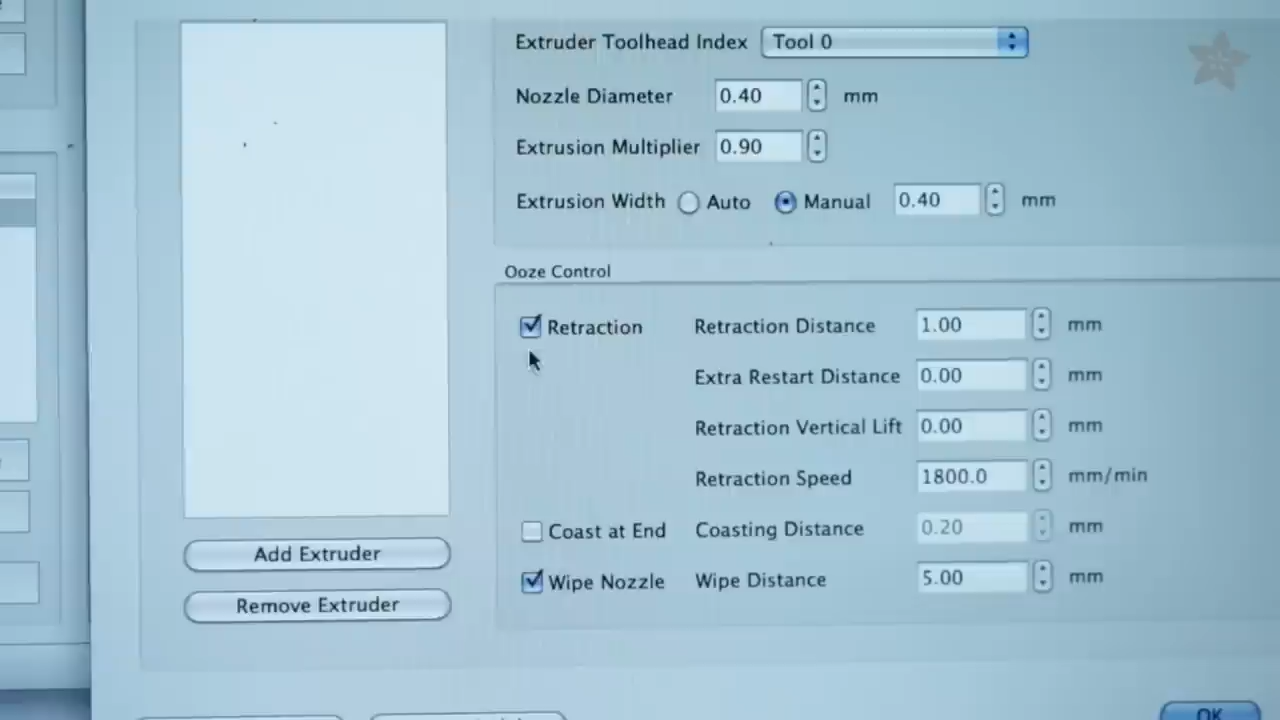 Extruder Toolhead Index Tool 0
Nozzle Diameter 0.40 mm
Extrusion Multiplier 0.90
Extrusion Width Auto Manual 0.40 mm
Ooze Control
Retraction Retraction Distance 1.00 mm
Extra Restart Distance 0.00 mm
Retraction Vertical Lift 0.00 mm
Retraction Speed 1800.0 mm/min
Coast at End Coasting Distance 0.20 mm
Wipe Nozzle Wipe Distance 5.00 mm
Add Extruder
Remove Extruder
OK